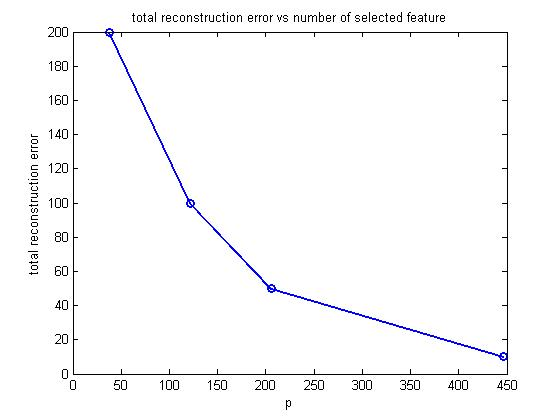 total reconstruction error vs number of selected feature
200
180
160
140
120
100
80
60
40
20
0
total reconstruction error
0 50 100 150 200 250 300 350 400 450
p